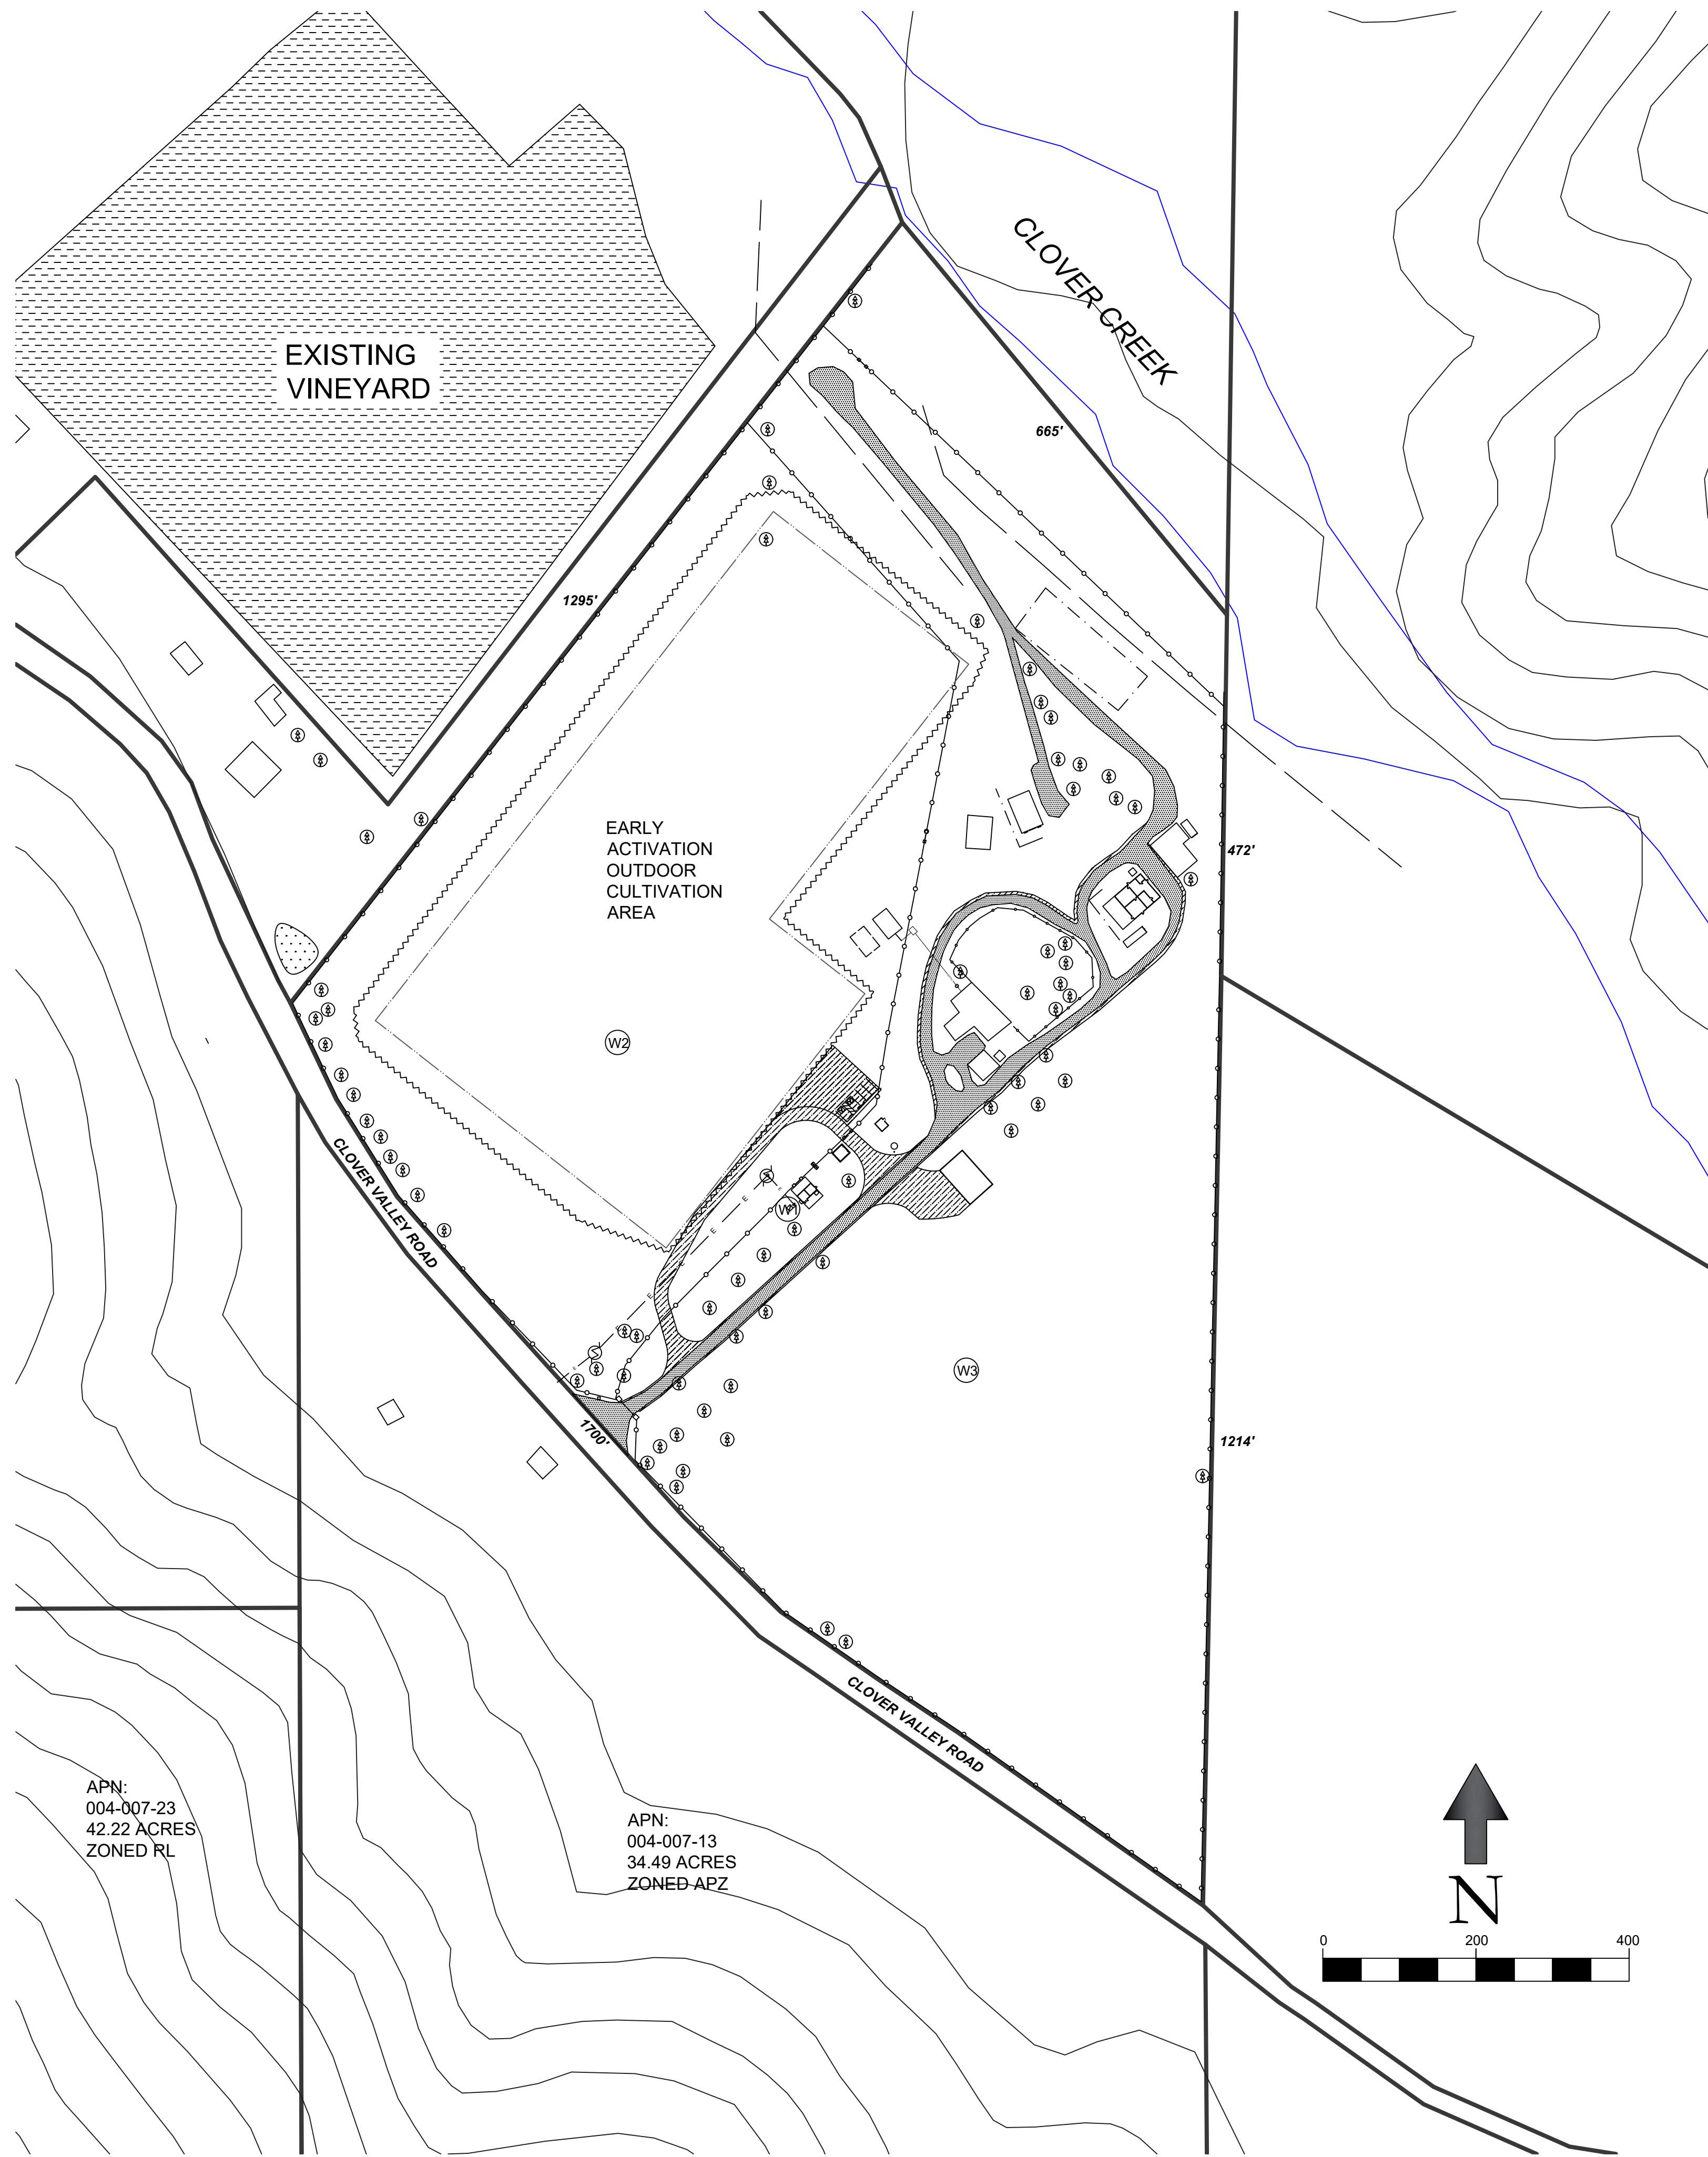 CLOVER CREEK
EXISTING
VINEYARD
665'
1295'
EARLY
ACTIVATION
OUTDOOR
CULTIVATION
AREA
472'
W2
CLOVER VALLEY ROAD
W1
E
E
E
E
W3
1700'
1214'
CLOVER VALLEY ROAD
APN:
004-007-23
42.22 ACRES
ZONED RL
APN:
004-007-13
34.49 ACRES
ZONED APZ
N
0 200 400